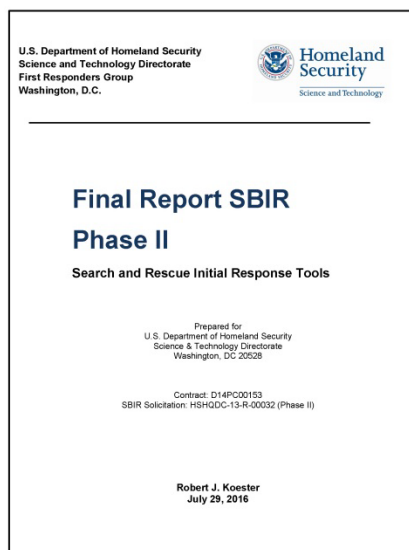 U.S. Department of Homeland Security
Science and Technology Directorate
First Responders Group
Washington, D.C.
Homeland
Security
Science and Technology
Final Report SBIR
Phase II
Search and Rescue Initial Response Tools
Prepared for
U.S. Department of Homeland Security
Science & Technology Directorate
Washington, DC 20528
Contract: D14PC00153
SBIR Solicitation: HSHQDC-13-R-00032 (Phase II)
Robert J. Koester
July 29, 2016